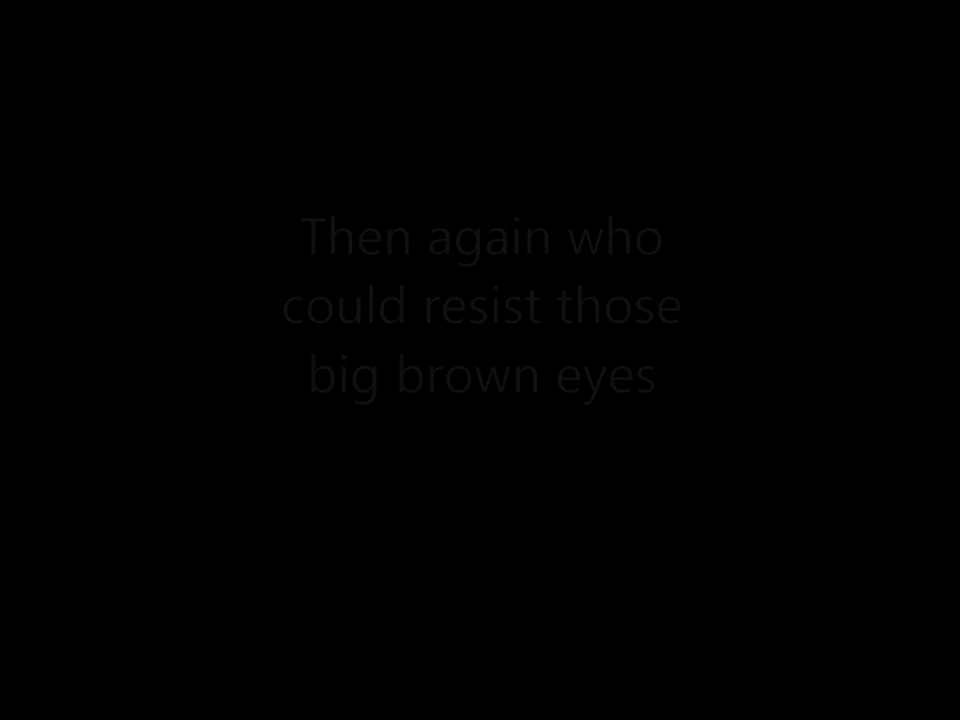 Then again who
could resist those
big brown eyes